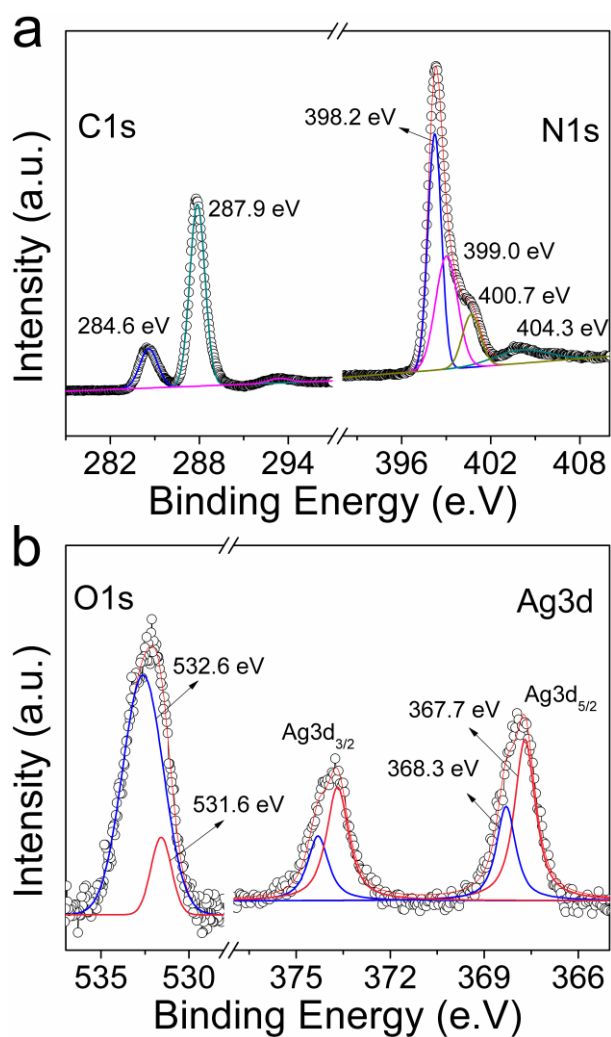 a
C1s
N1s
398.2 eV
287.9 eV
399.0 eV
400.7 eV
284.6 eV
404.3 eV
Intensity (a.u.)
282 288 294 396 402 408
Binding Energy (e.V)
b
O1s
Ag3d
532.6 eV
Ag3d3/2
367.7 eV
Ag3d5/2
368.3 eV
531.6 eV
Intensity (a.u.)
535 530 375 372 369 366
Binding Energy (e.V)